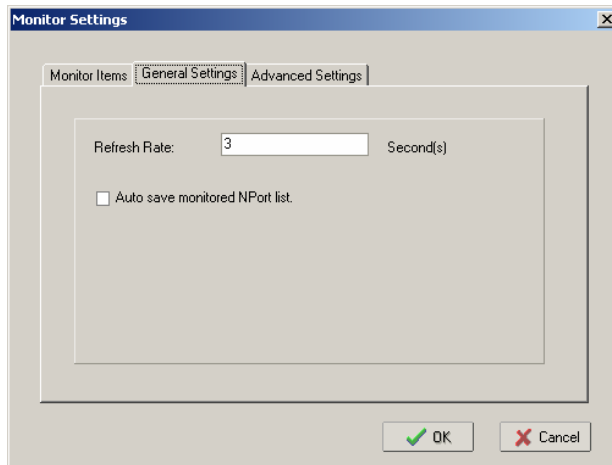 Monitor Settings
Monitor Items General Settings Advanced Settings
Refresh Rate: 3 Second(s)
Auto save monitored NPort list.
OK Cancel